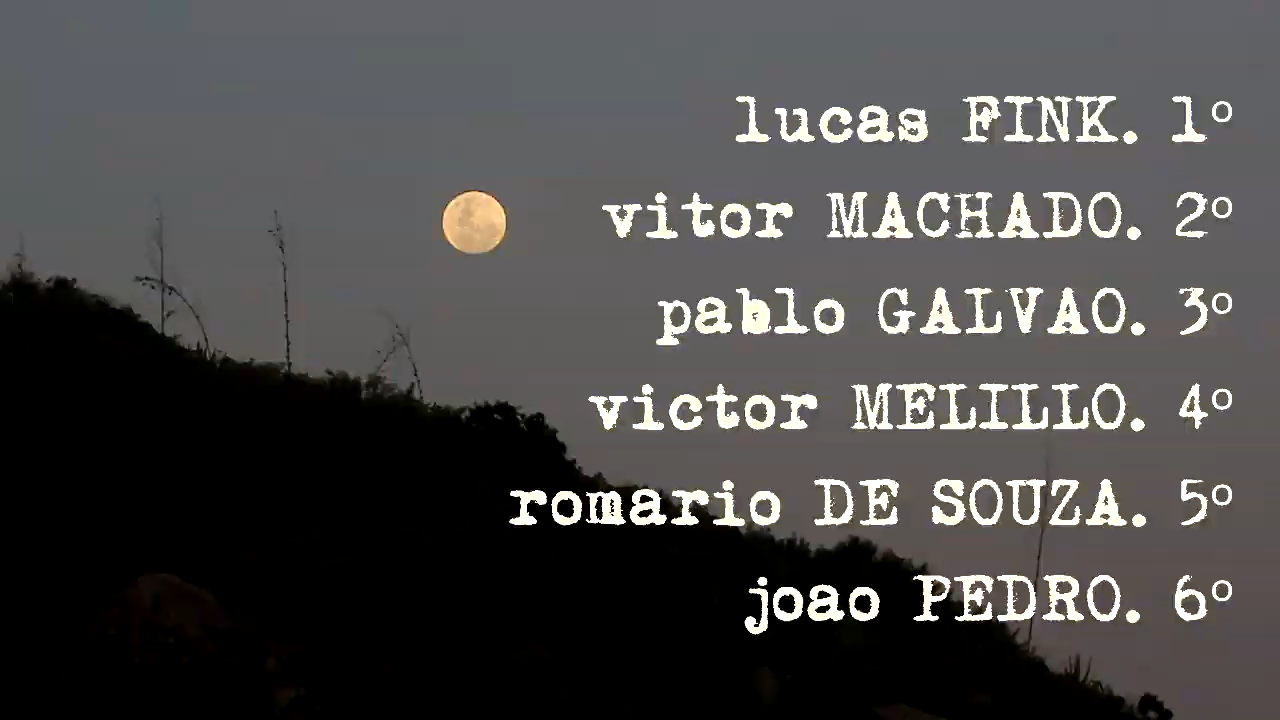 lucas FINK. 1º
vitor MACHADO. 2º
pablo GALVAO. 3º
victor MELILLO. 4º
romario DE SOUZA. 5º
joao PEDRO. 6º